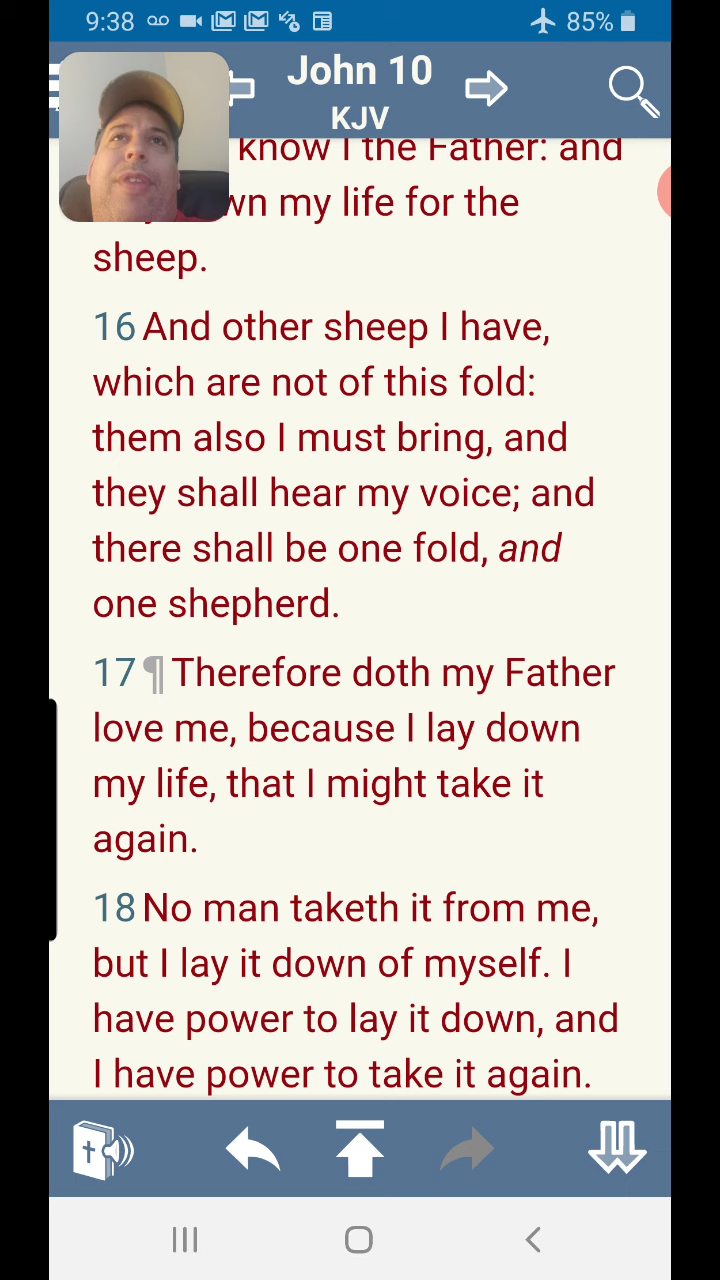 9:38 85%
John 10
KJV
know I the Father: and
my life for the
sheep.
16 And other sheep I have,
which are not of this fold:
them also I must bring, and
they shall hear my voice; and
there shall be one fold, and
one shepherd.
17 ¶ Therefore doth my Father
love me, because I lay down
my life, that I might take it
again.
18 No man taketh it from me,
but I lay it down of myself. I
have power to lay it down, and
I have power to take it again.